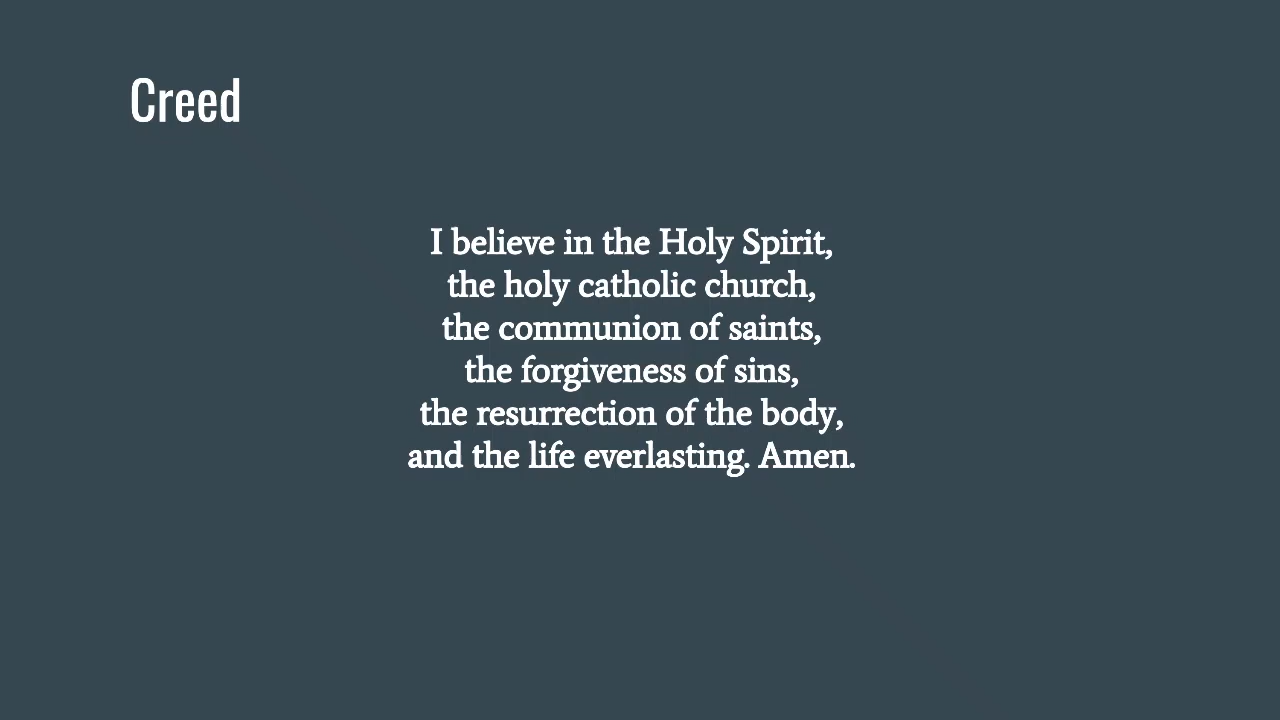 Creed
I believe in the Holy Spirit,
the holy catholic church,
the communion of saints,
the forgiveness of sins,
the resurrection of the body,
and the life everlasting. Amen.